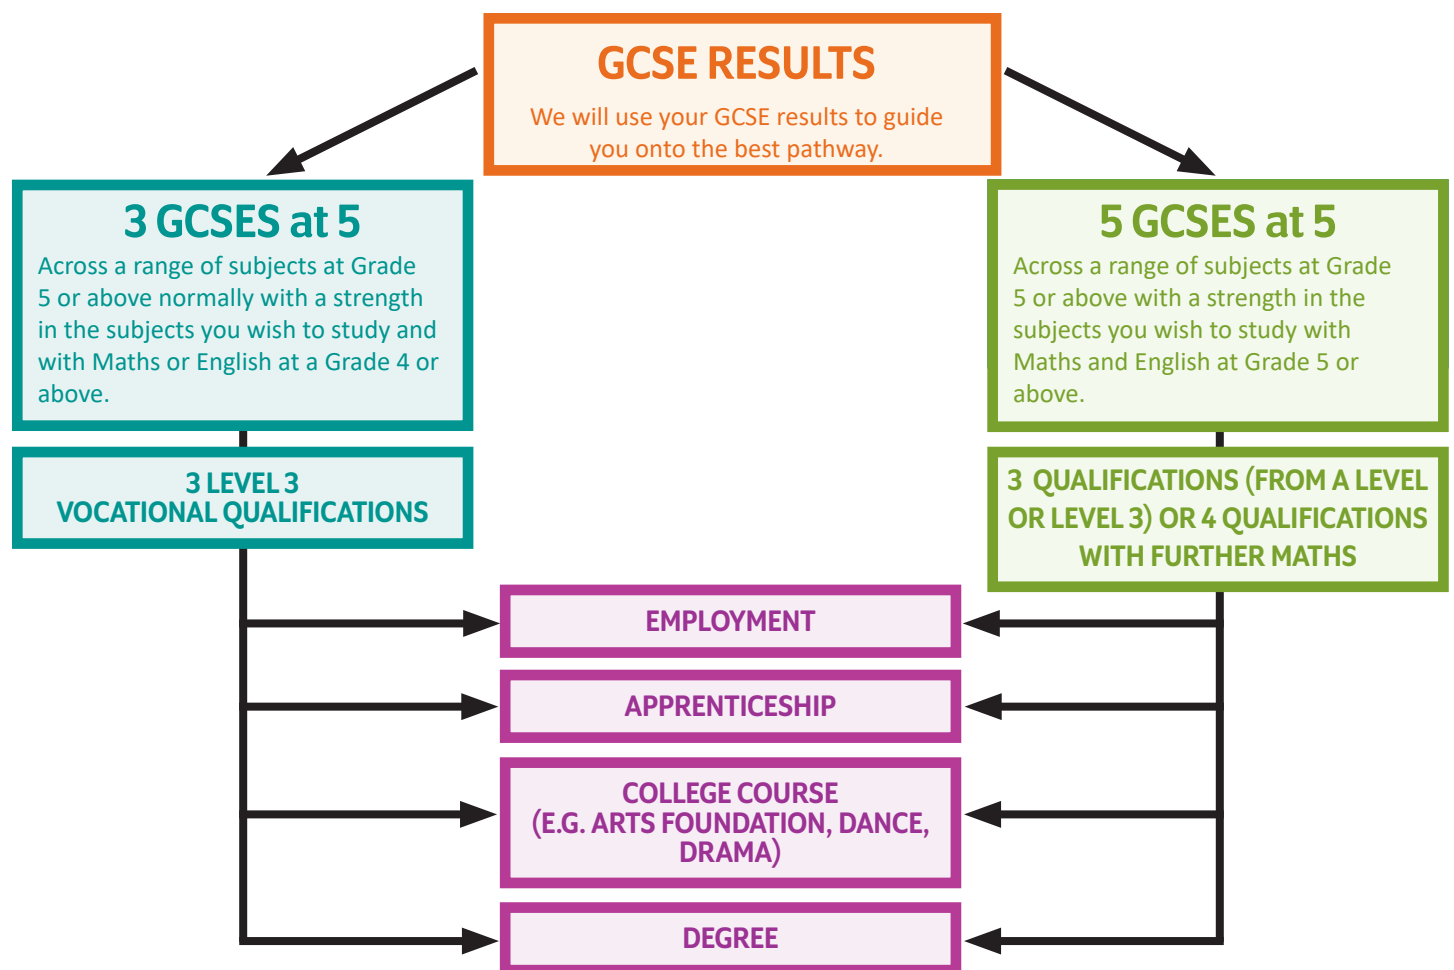 GCSE RESULTS
We will use your GCSE results to guide
you onto the best pathway.
3 GCSES at 5
Across a range of subjects at Grade
5 or above normally with a strength
in the subjects you wish to study and
with Maths or English at a Grade 4 or
above.
5 GCSES at 5
Across a range of subjects at Grade
5 or above with a strength in the
subjects you wish to study with
Maths and English at Grade 5 or
above.
3 LEVEL 3
VOCATIONAL QUALIFICATIONS
3 QUALIFICATIONS (FROM A LEVEL
OR LEVEL 3) OR 4 QUALIFICATIONS
WITH FURTHER MATHS
EMPLOYMENT
APPRENTICESHIP
COLLEGE COURSE
(E.G. ARTS FOUNDATION, DANCE,
DRAMA)
DEGREE